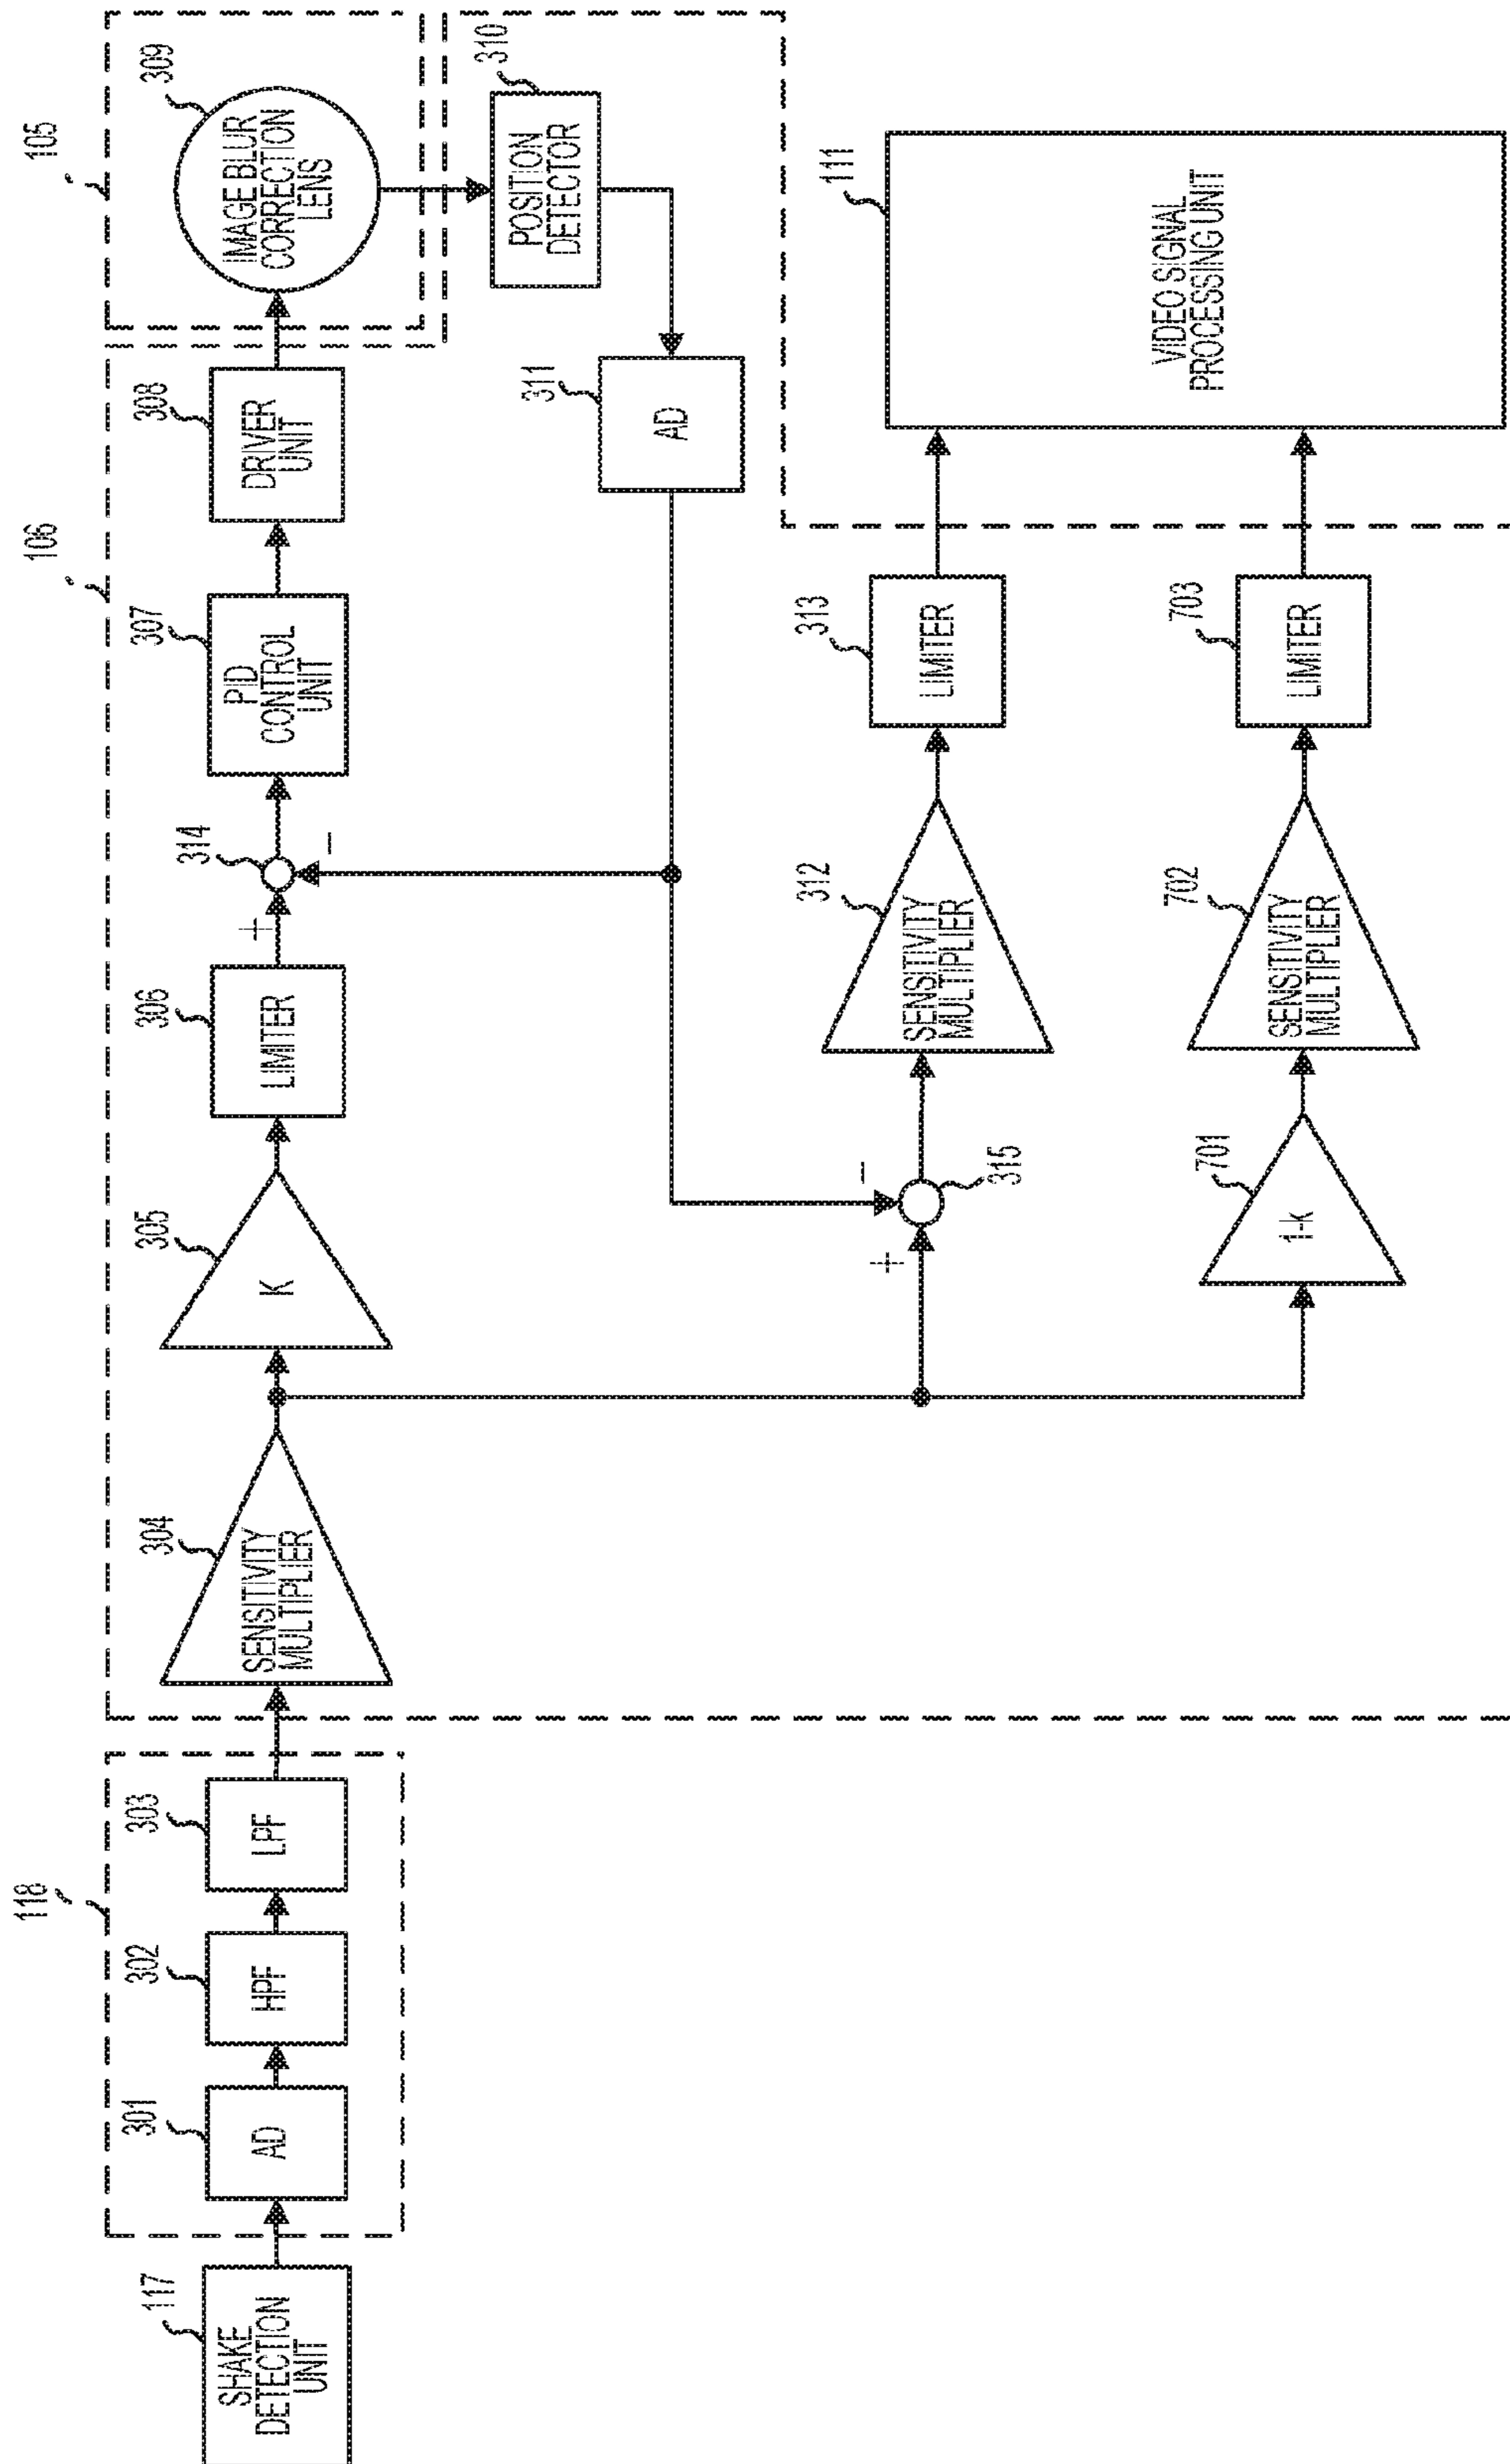 117
SHAKE
DETECTION
UNIT
118
301
AD
302
HPF
303
LPF
106
304
SENSITIVITY
MULTIPLIER
305
K
306
LIMITER
+
314
−
307
PID
CONTROL
UNIT
308
DRIVER
UNIT
105
309
IMAGE BLUR
CORRECTION
LENS
310
POSITION
DETECTOR
311
AD
+
−
315
312
SENSITIVITY
MULTIPLIER
313
LIMITER
111
VIDEO SIGNAL
PROCESSING UNIT
701
1-k
702
SENSITIVITY
MULTIPLIER
703
LIMITER